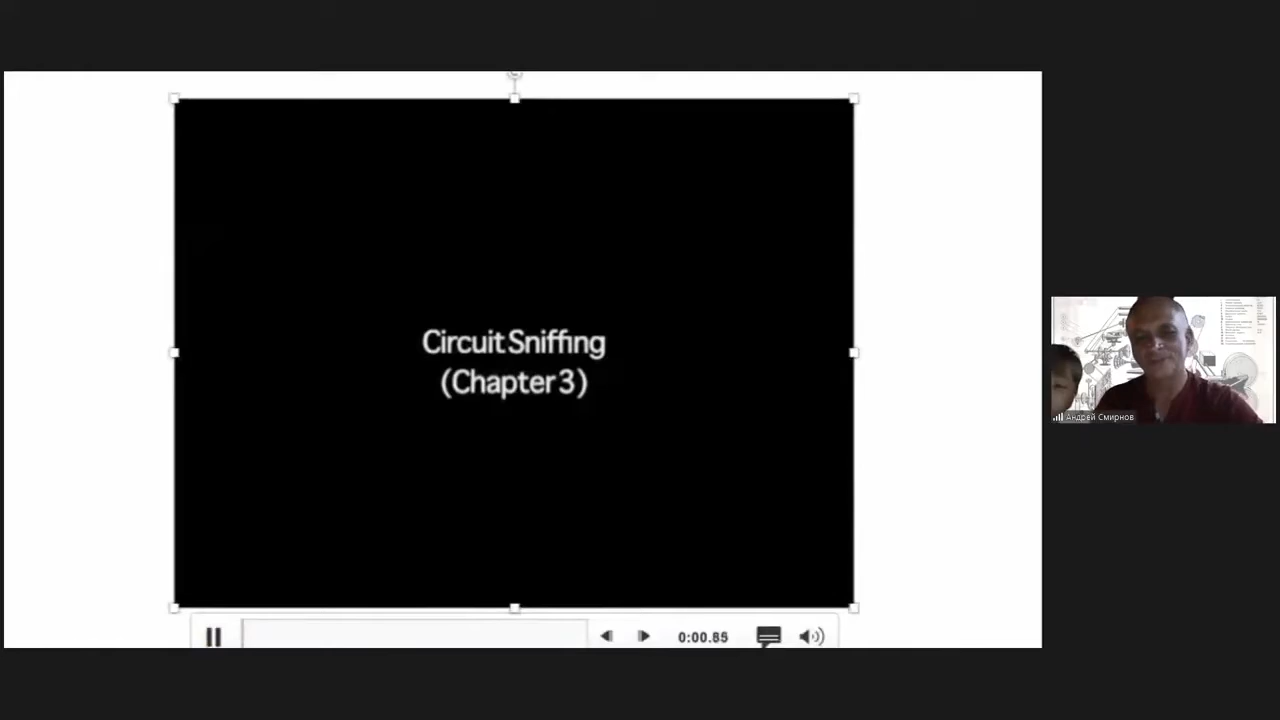 Circuit Sniffing
(Chapter 3)
0:00.85
Андрей Смирнов